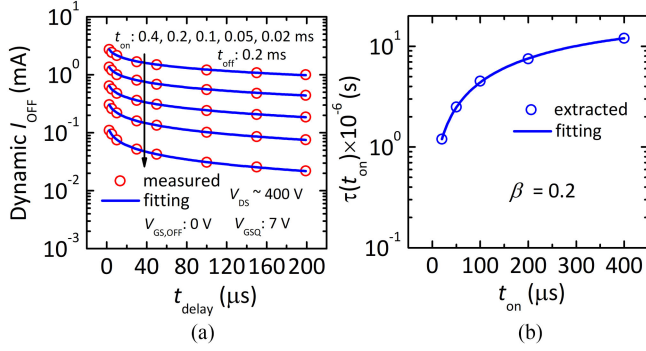 t_on: 0.4, 0.2, 0.1, 0.05, 0.02 ms
t_off: 0.2 ms
10^1
10^0
10^-1
10^-2
10^-3
Dynamic I_OFF (mA)
measured
fitting
V_DS ~ 400 V
V_GS,OFF: 0 V
V_GSQ: 7 V
0 40 80 120 160 200
t_delay (μs)
(a)
10^1
10^0
10^-1
τ(t_on)×10^-6 (s)
extracted
fitting
β = 0.2
0 100 200 300 400
t_on (μs)
(b)